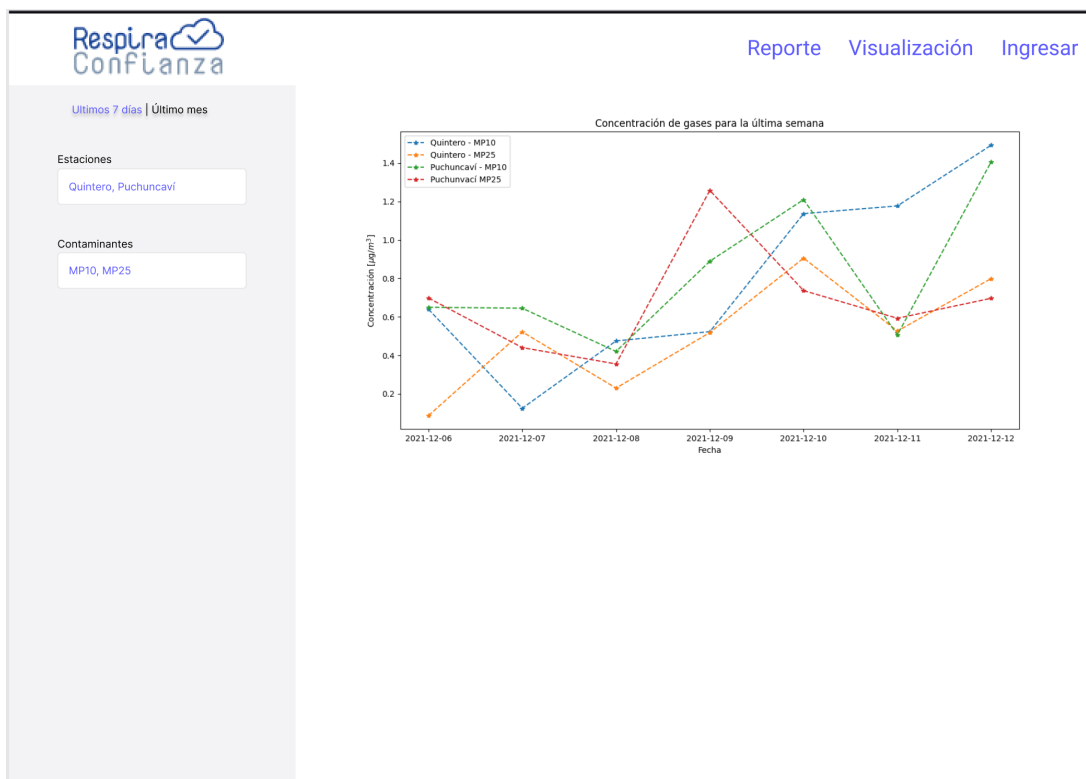 Respira
Confianza
Reporte Visualización Ingresar
Ultimos 7 días | Último mes
Estaciones
Quintero, Puchuncaví
Contaminantes
MP10, MP25
Concentración de gases para la última semana
Quintero - MP10
Quintero - MP25
Puchuncaví - MP10
Puchunvací MP25
1.4
1.2
1.0
0.8
0.6
0.4
0.2
Concentración [μg/m³]
2021-12-06 2021-12-07 2021-12-08 2021-12-09 2021-12-10 2021-12-11 2021-12-12
Fecha